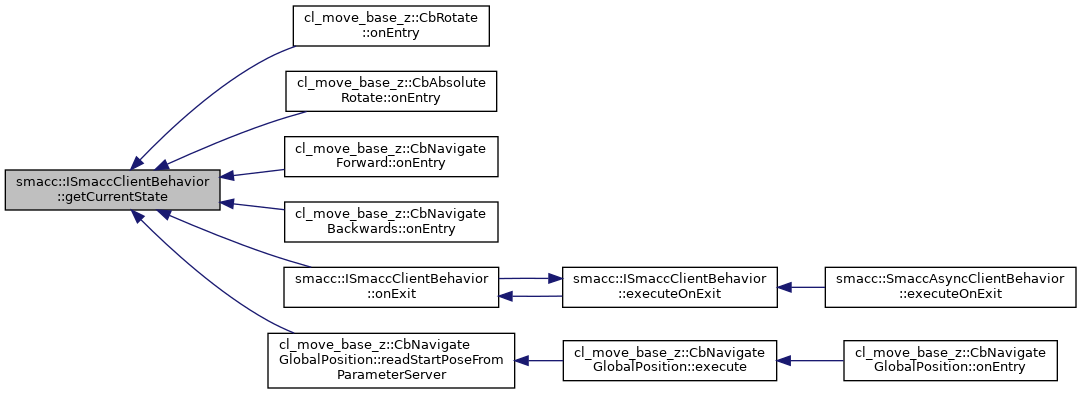 cl_move_base_z::CbRotate
::onEntry
cl_move_base_z::CbAbsolute
Rotate::onEntry
cl_move_base_z::CbNavigate
Forward::onEntry
smacc::ISmaccClientBehavior
::getCurrentState
cl_move_base_z::CbNavigate
Backwards::onEntry
smacc::ISmaccClientBehavior
::onExit
smacc::ISmaccClientBehavior
::executeOnExit
smacc::SmaccAsyncClientBehavior
::executeOnExit
cl_move_base_z::CbNavigate
GlobalPosition::readStartPoseFrom
ParameterServer
cl_move_base_z::CbNavigate
GlobalPosition::execute
cl_move_base_z::CbNavigate
GlobalPosition::onEntry